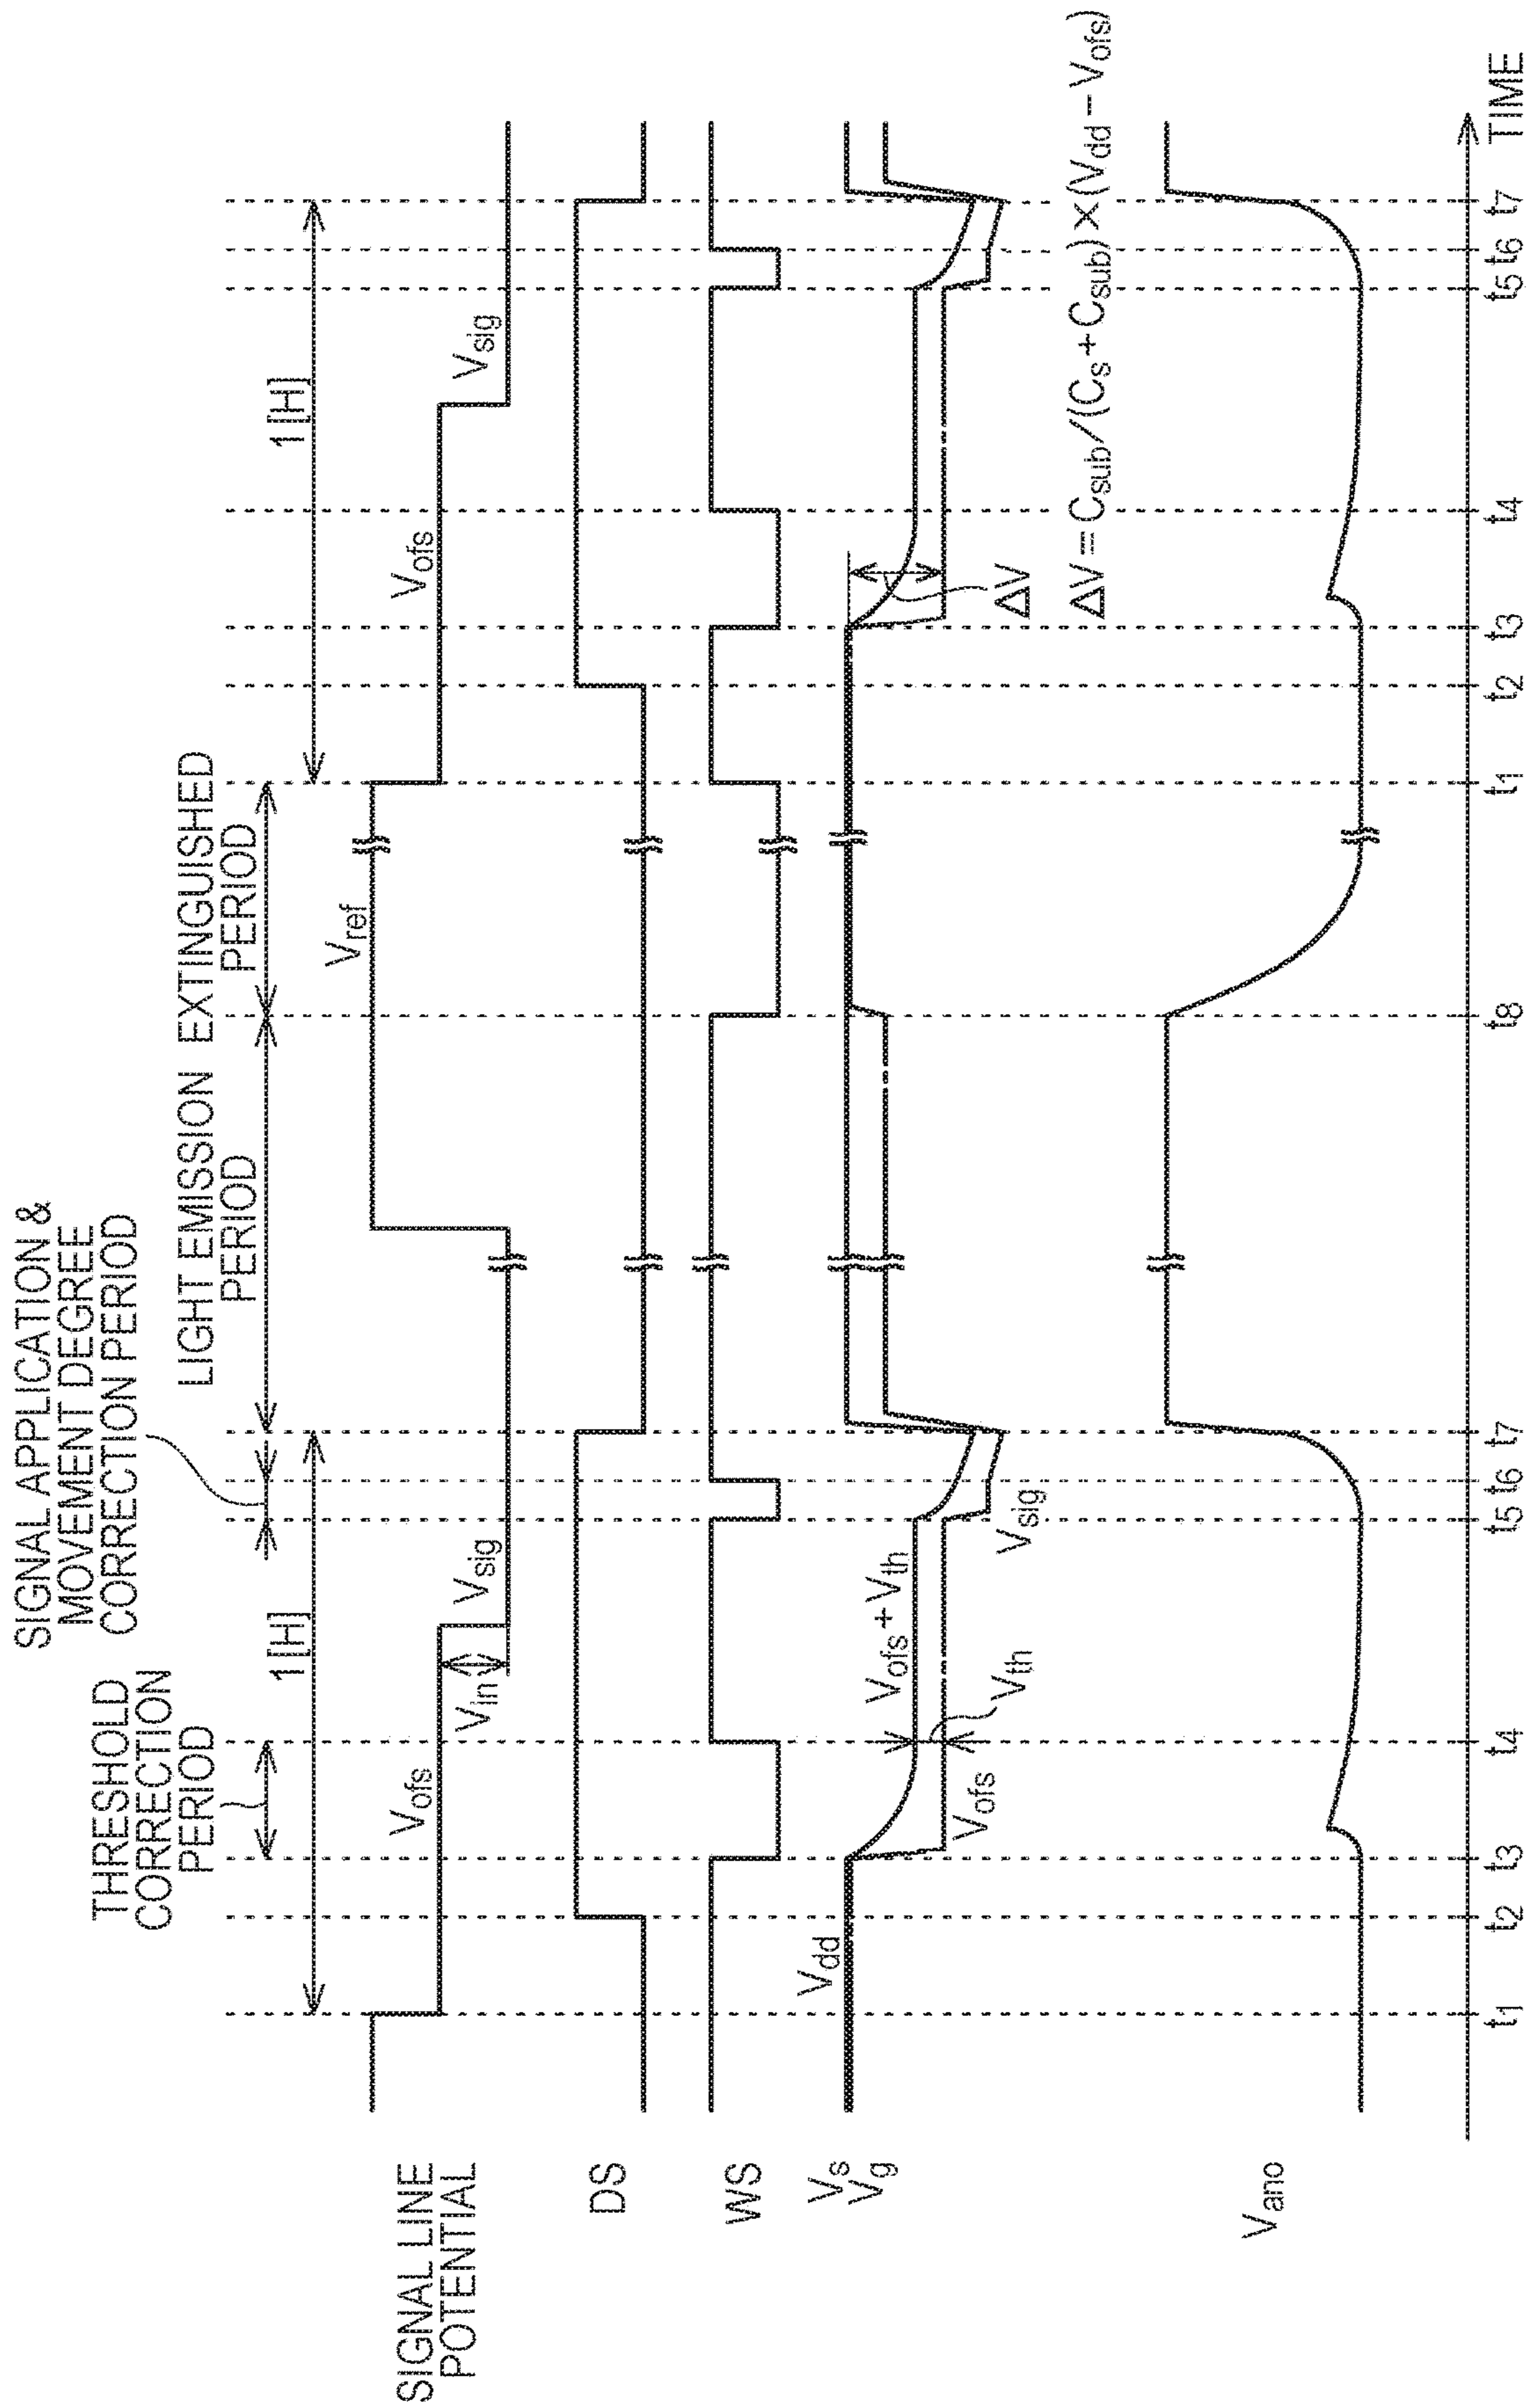 SIGNAL APPLICATION &
MOVEMENT DEGREE
CORRECTION PERIOD
THRESHOLD
CORRECTION
PERIOD
LIGHT EMISSION
PERIOD
EXTINGUISHED
PERIOD
1[H]
1[H]
SIGNAL LINE
POTENTIAL
Vofs
Vin
Vsig
Vref
Vofs
Vsig
DS
WS
Vs
Vg
Vdd
Vofs
Vofs + Vth
Vth
Vsig
ΔV
ΔV = Csub/(Cs + Csub) × (Vdd − Vofs)
Vano
t1 t2 t3 t4 t5 t6 t7 t8 t1 t2 t3 t4 t5 t6 t7
TIME